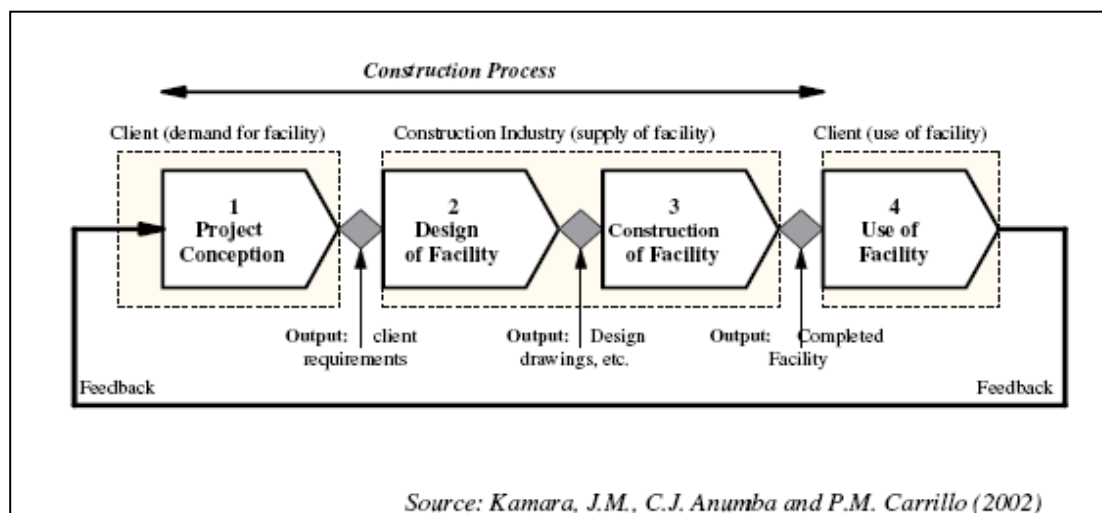 Construction Process
Client (demand for facility)
Construction Industry (supply of facility)
Client (use of facility)
1
Project
Conception
2
Design
of Facility
3
Construction
of Facility
4
Use of
Facility
Output: client
requirements
Output: Design
drawings, etc.
Output: Completed
Facility
Feedback
Feedback
Source: Kamara, J.M., C.J. Anumba and P.M. Carrillo (2002)